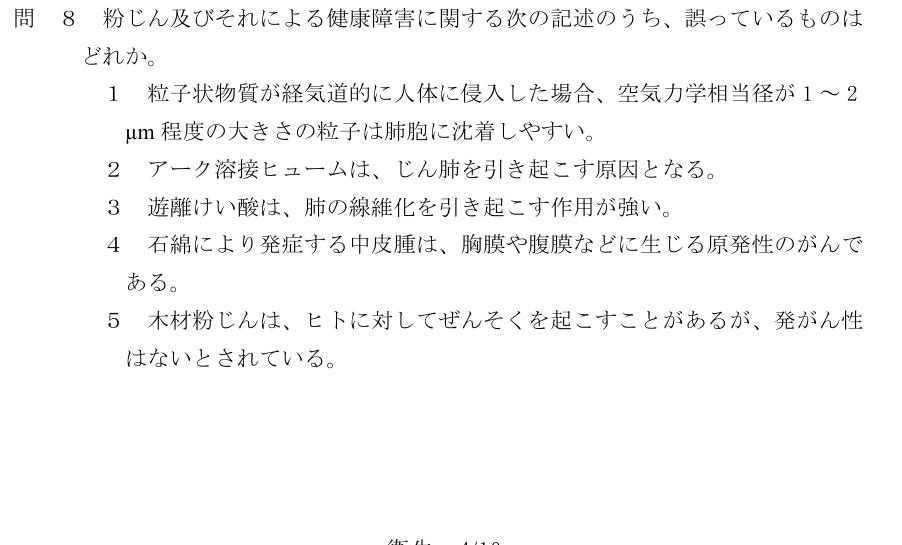 問 8 粉じん及びそれによる健康障害に関する次の記述のうち、誤っているものは
どれか。
1 粒子状物質が経気道的に人体に侵入した場合、空気力学相当径が1～2
μm程度の大きさの粒子は肺胞に沈着しやすい。
2 アーク溶接ヒュームは、じん肺を引き起こす原因となる。
3 遊離けい酸は、肺の線維化を引き起こす作用が強い。
4 石綿により発症する中皮腫は、胸膜や腹膜などに生じる原発性のがんで
ある。
5 木材粉じんは、ヒトに対してぜんそくを起こすことがあるが、発がん性
はないとされている。